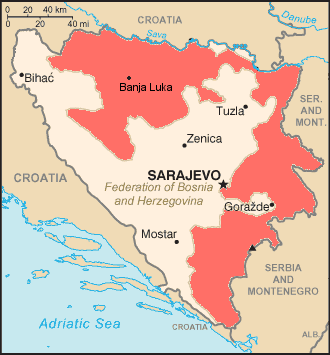 0 20 40 km
0 20 40 mi
CROATIA
Danube
Sava
Bihać
Banja Luka
Tuzla
SER.
AND
MONT.
Zenica
CROATIA
SARAJEVO
Federation of Bosnia
and Herzegovina
Goražde
Mostar
SERBIA
AND
MONTENEGRO
Adriatic Sea
CROATIA
ALB.